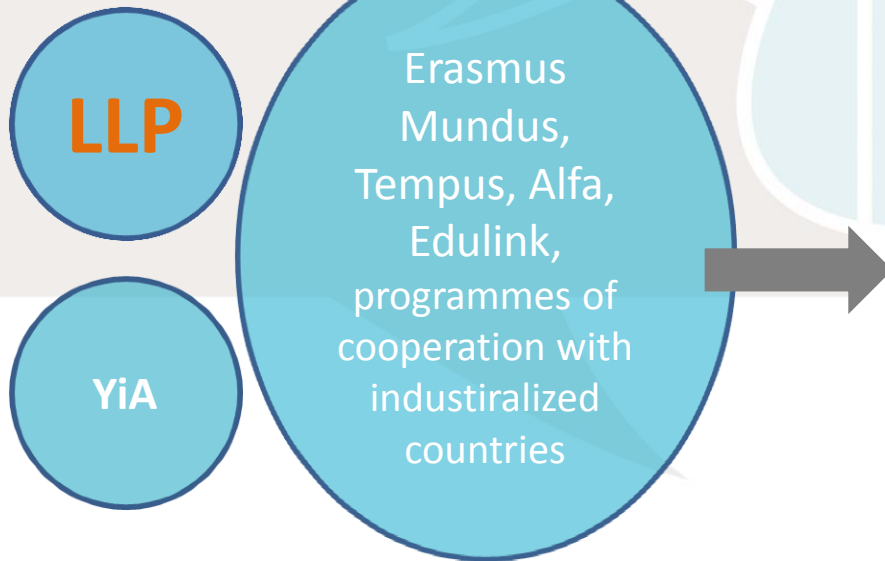 LLP
Erasmus
Mundus,
Tempus, Alfa,
Edulink,
programmes of
cooperation with
industiralized
countries
YiA